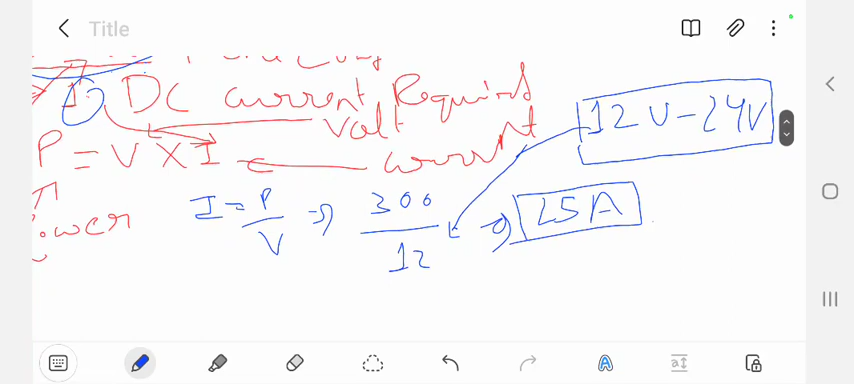 Title
DC current Required
Volt
12V-24V
P = V X I current
Power
I = P/V => 300/12 => 25A